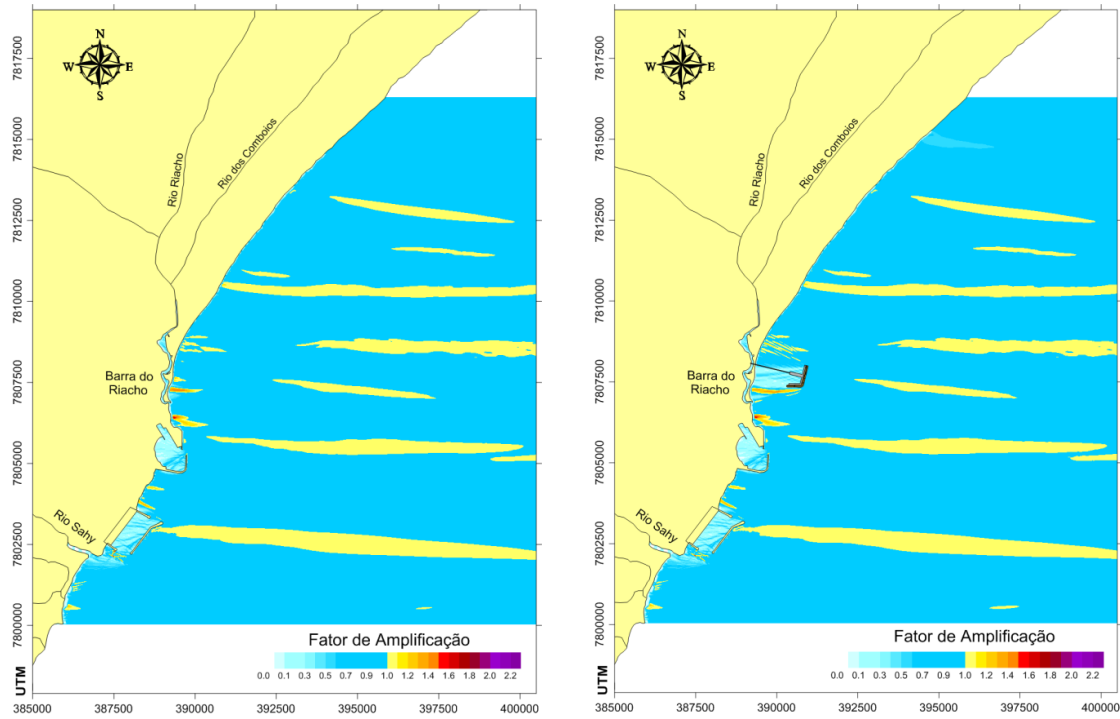 N
W E
S
7817500
7815000
7812500
7810000
7807500
7805000
7802500
7800000
Rio Riacho
Rio dos Comboios
Barra do
Riacho
Rio Sahy
Fator de Amplificação
0.0 0.1 0.3 0.5 0.7 0.9 1.0 1.2 1.4 1.6 1.8 2.0 2.2
UTM
385000 387500 390000 392500 395000 397500 400000
N
W E
S
7817500
7815000
7812500
7810000
7807500
7805000
7802500
7800000
Rio Riacho
Rio dos Comboios
Barra do
Riacho
Rio Sahy
Fator de Amplificação
0.0 0.1 0.3 0.5 0.7 0.9 1.0 1.2 1.4 1.6 1.8 2.0 2.2
UTM
385000 387500 390000 392500 395000 397500 400000